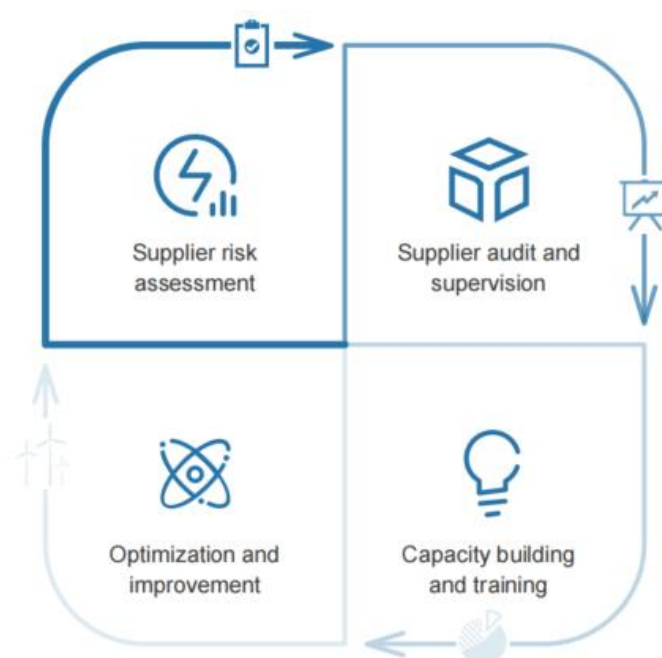 Supplier risk
assessment
Supplier audit and
supervision
Optimization and
improvement
Capacity building
and training